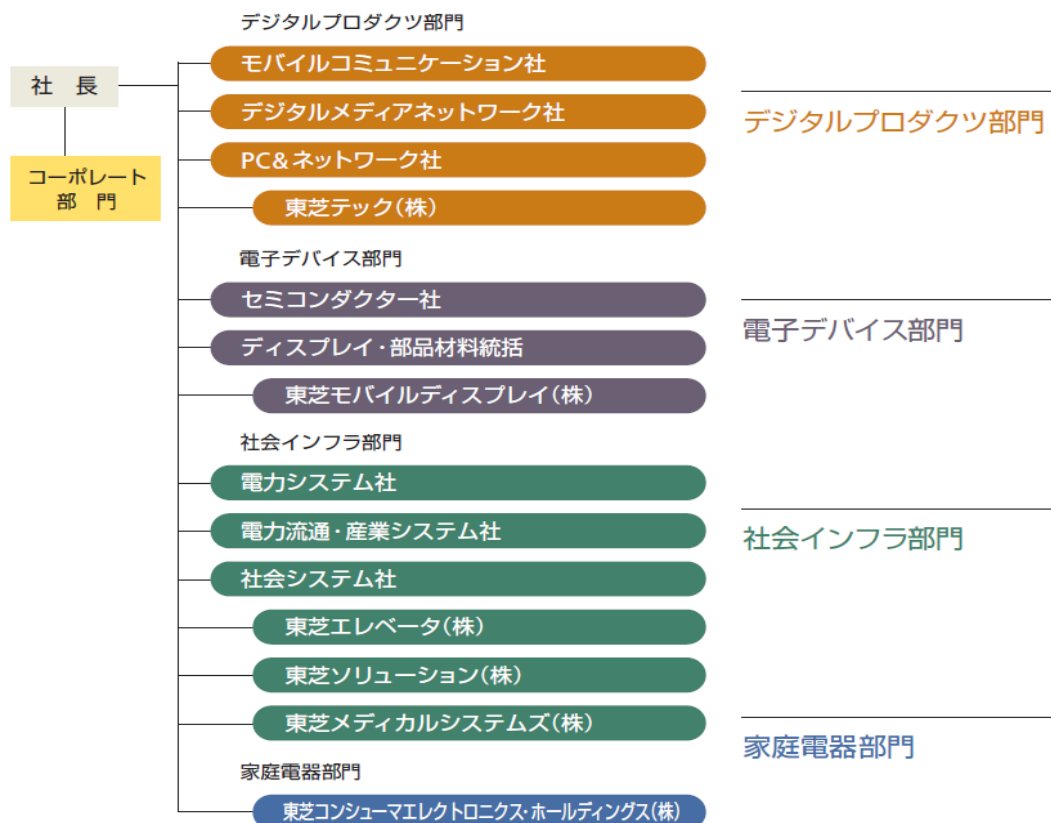 デジタルプロダクツ部門
モバイルコミュニケーション社
社 長
デジタルメディアネットワーク社
PC&ネットワーク社
コーポレート
部 門
東芝テック(株)
電子デバイス部門
セミコンダクター社
ディスプレイ・部品材料統括
東芝モバイルディスプレイ(株)
社会インフラ部門
電力システム社
電力流通・産業システム社
社会システム社
東芝エレベータ(株)
東芝ソリューション(株)
東芝メディカルシステムズ(株)
家庭電器部門
東芝コンシューマエレクトロニクス・ホールディングス(株)
デジタルプロダクツ部門
電子デバイス部門
社会インフラ部門
家庭電器部門